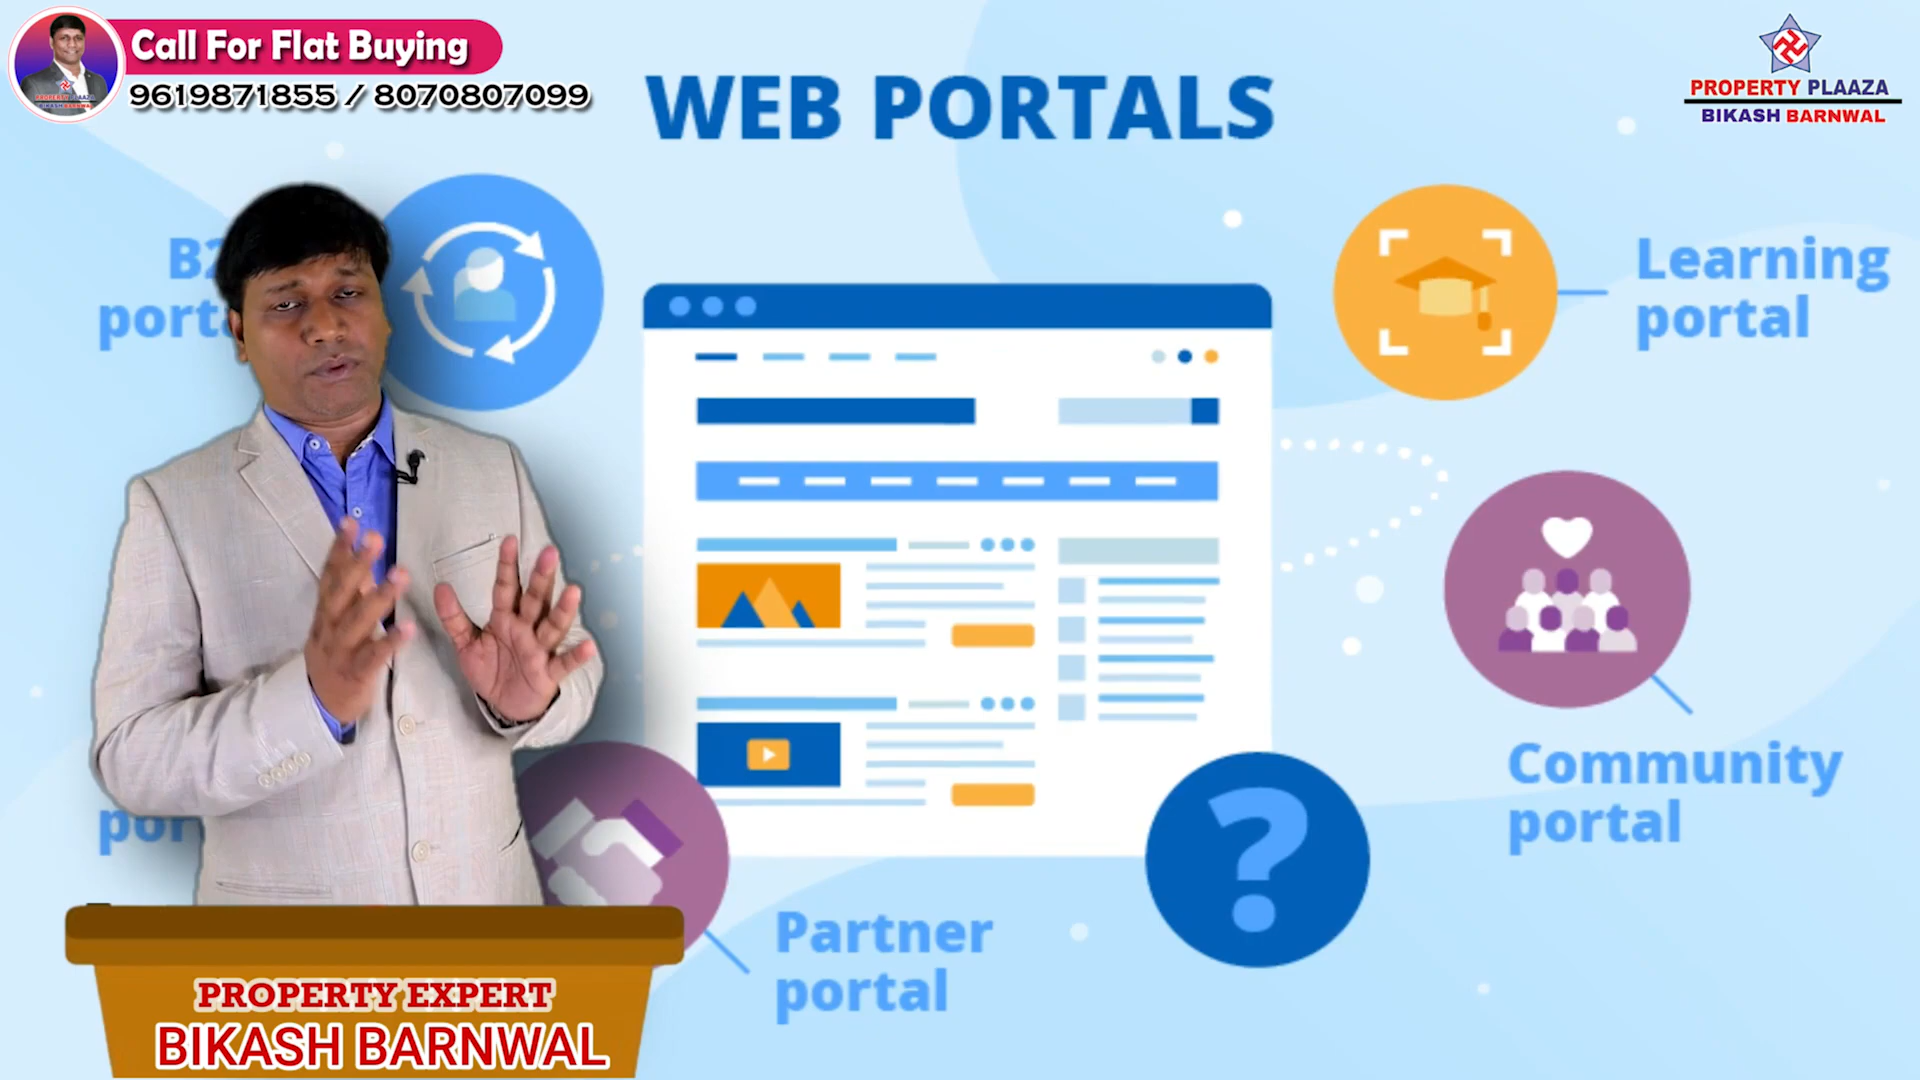 Call For Flat Buying
9619871855 / 8070807099
WEB PORTALS
PROPERTY PLAAZA
BIKASH BARNWAL
Learning
portal
Community
portal
Partner
portal
?
PROPERTY EXPERT
BIKASH BARNWAL